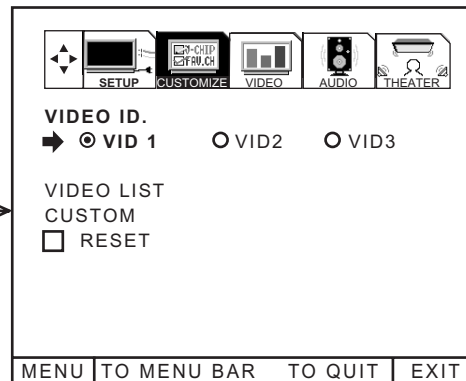 V-CHIP
FAV.CH
SETUP CUSTOMIZE VIDEO AUDIO THEATER
VIDEO ID.
VID 1 VID2 VID3
VIDEO LIST
CUSTOM
RESET
MENU TO MENU BAR TO QUIT EXIT